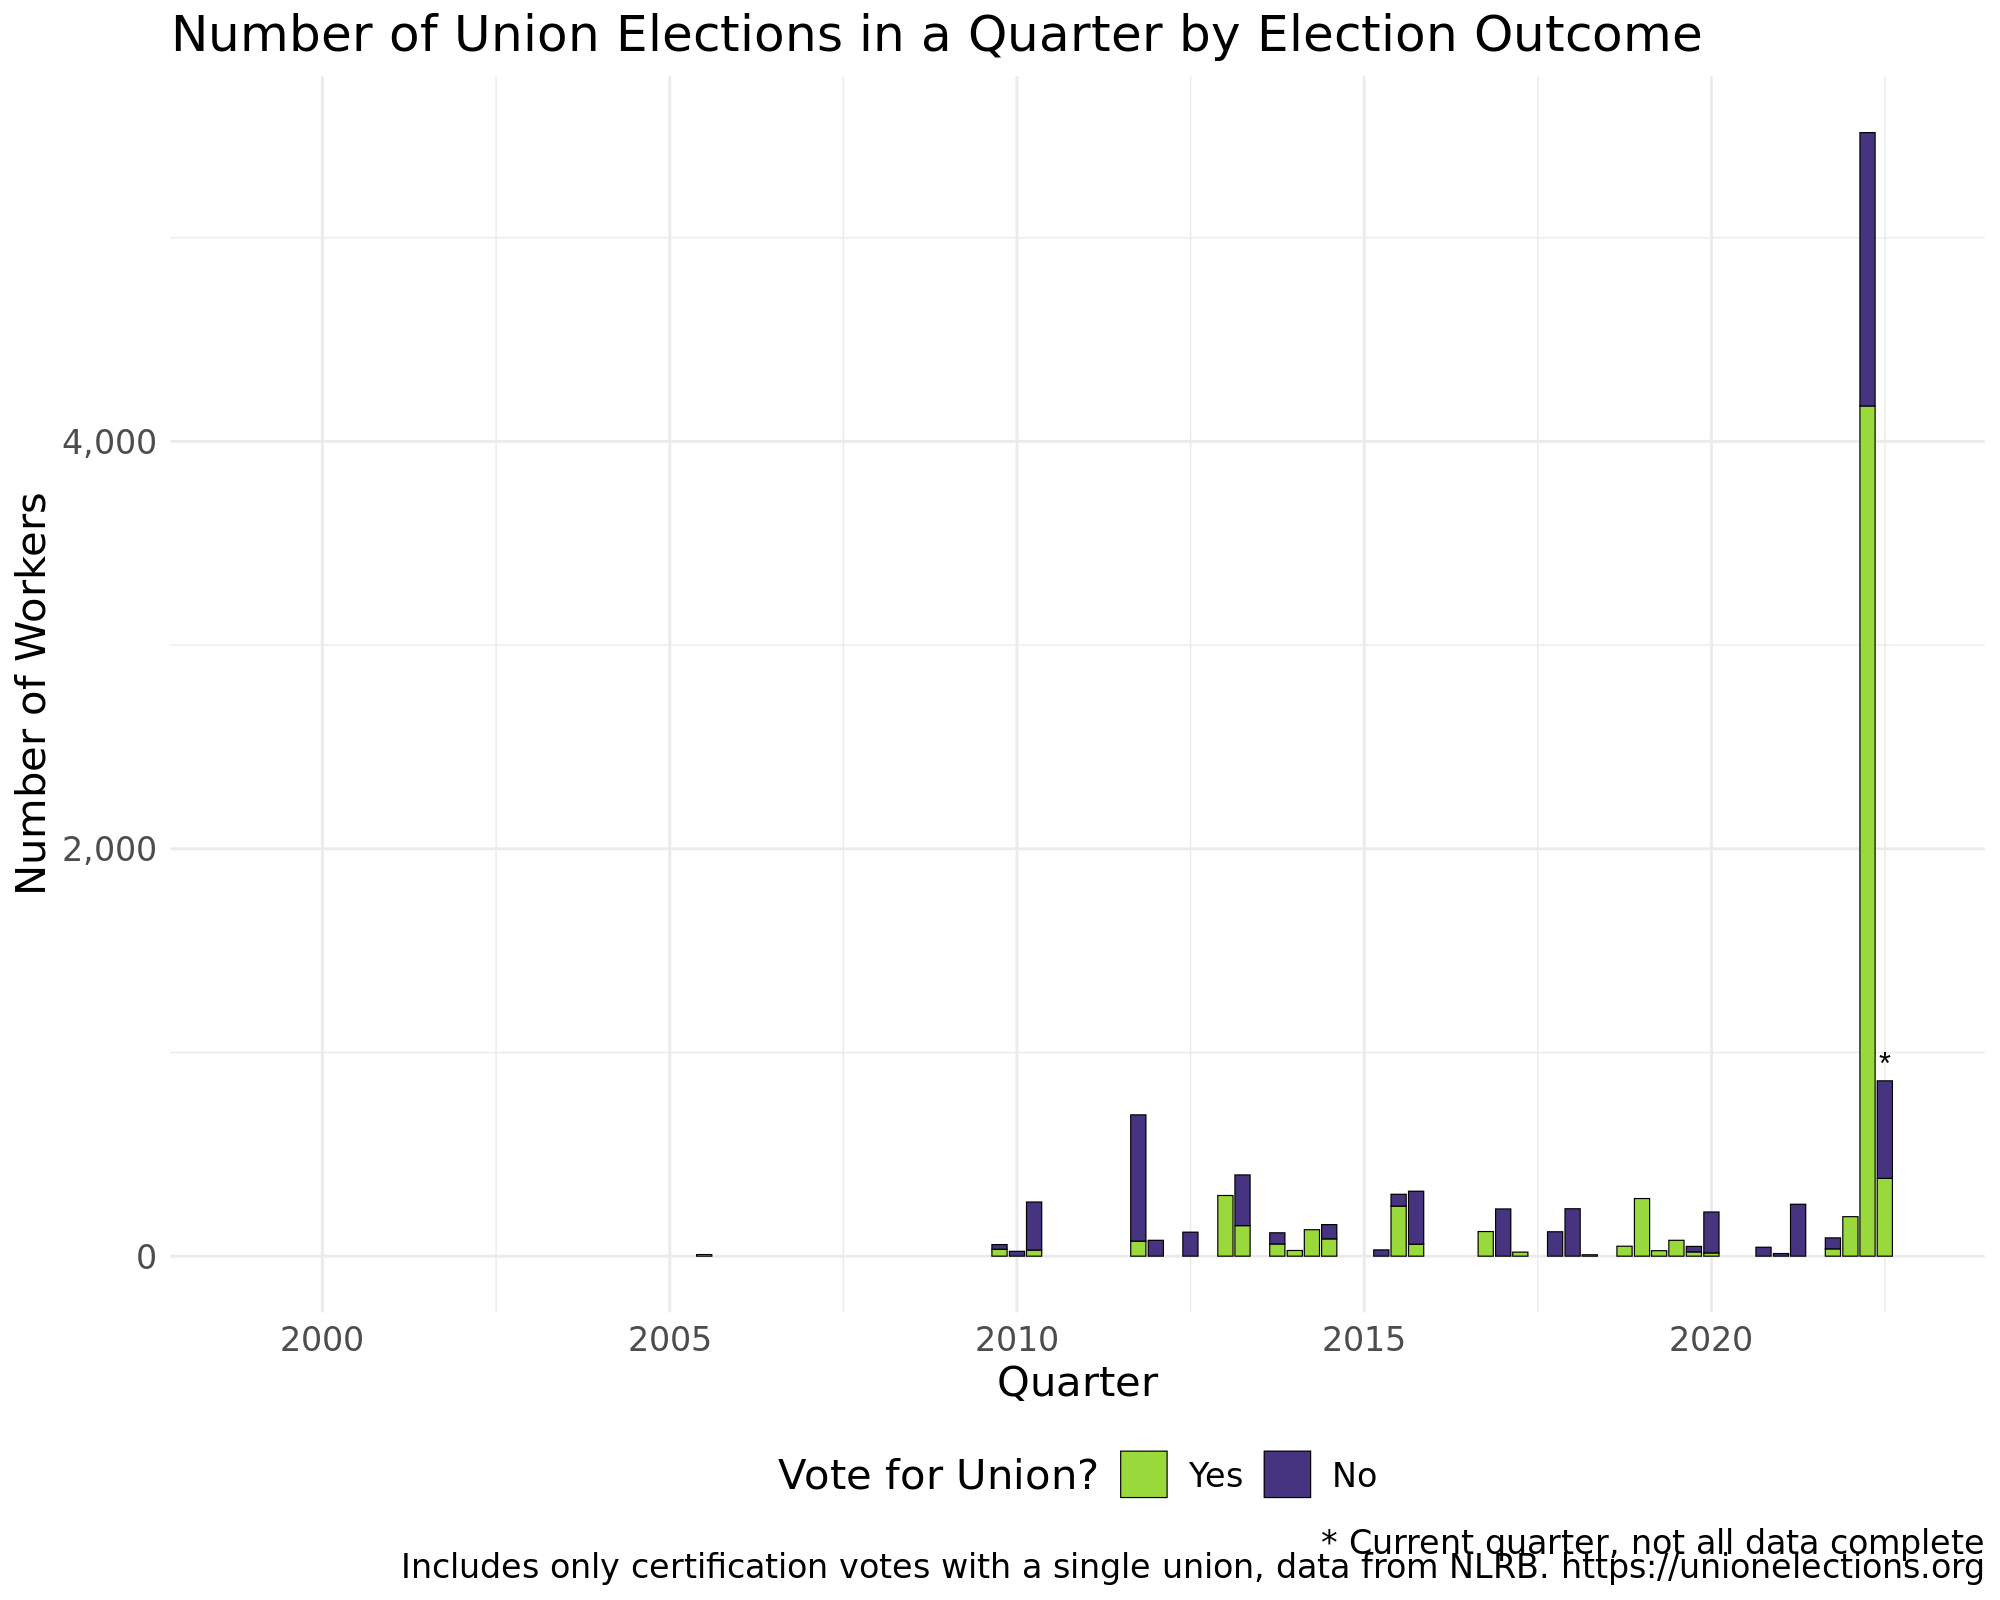 Number of Union Elections in a Quarter by Election Outcome
Number of Workers
4,000
2,000
0
*
2000 2005 2010 2015 2020
Quarter
Vote for Union? Yes No
* Current quarter, not all data complete
Includes only certification votes with a single union, data from NLRB. https://unionelections.org